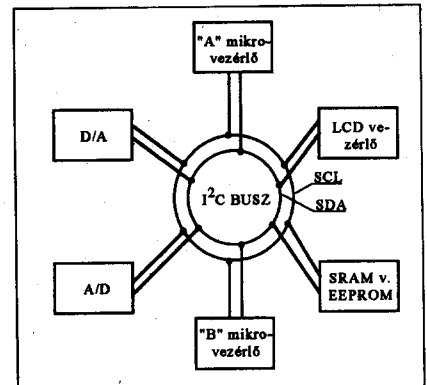 "A" mikro-
vezérlő
D/A
LCD ve-
zérlő
SCL
I²C BUSZ
SDA
A/D
SRAM v.
EEPROM
"B" mikro-
vezérlő